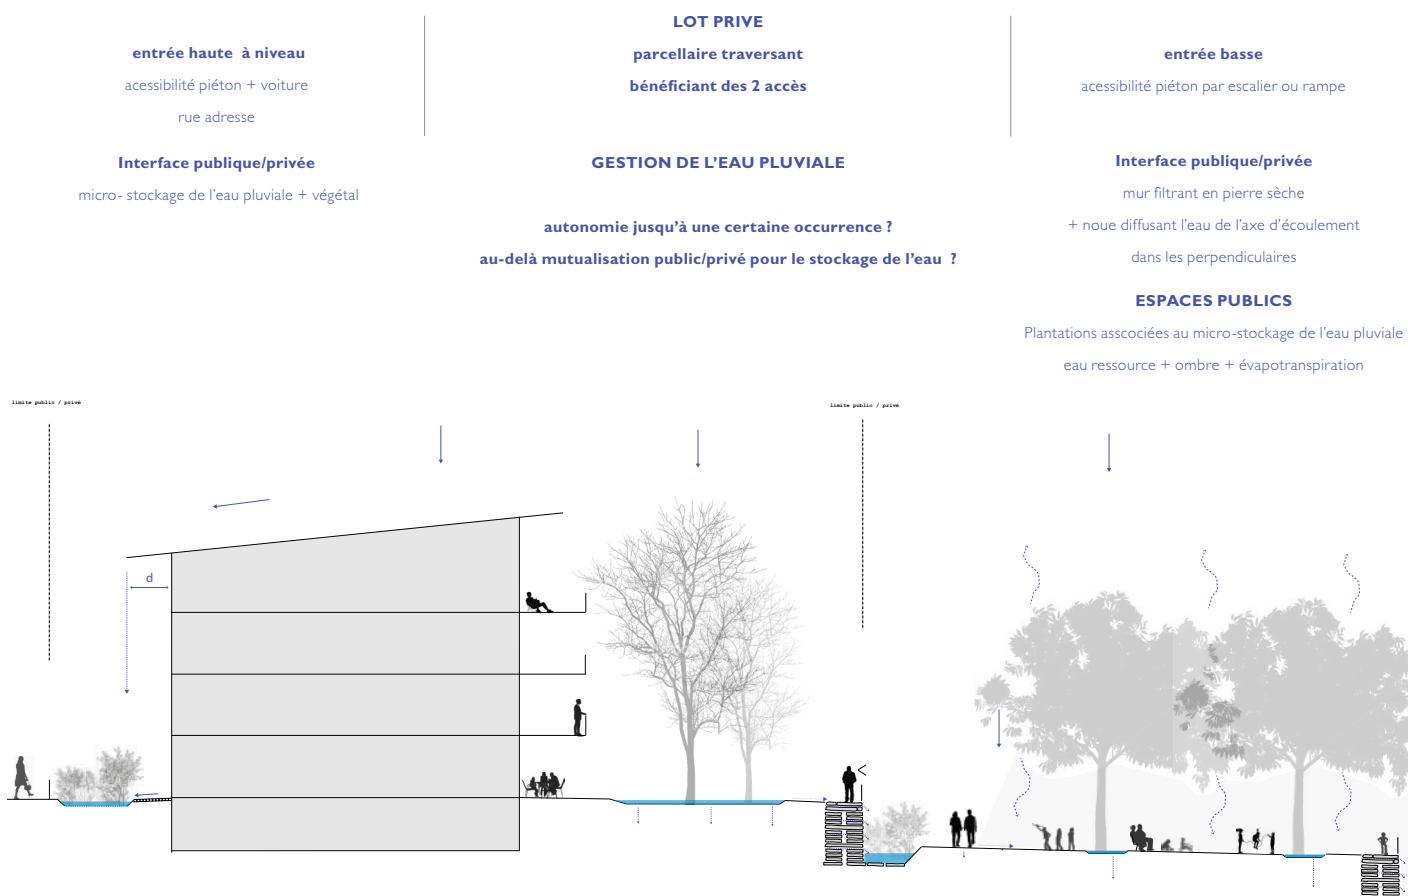 entrée haute à niveau
acessibilité piéton + voiture
rue adresse
Interface publique/privée
micro- stockage de l'eau pluviale + végétal
LOT PRIVE
parcellaire traversant
bénéficiant des 2 accès
GESTION DE L'EAU PLUVIALE
autonomie jusqu'à une certaine occurrence ?
au-delà mutualisation public/privé pour le stockage de l'eau ?
entrée basse
acessibilité piéton par escalier ou rampe
Interface publique/privée
mur filtrant en pierre sèche
+ noue diffusant l'eau de l'axe d'écoulement
dans les perpendiculaires
ESPACES PUBLICS
Plantations asscociées au micro-stockage de l'eau pluviale
eau ressource + ombre + évapotranspiration
limite public / privé
limite public / privé
d